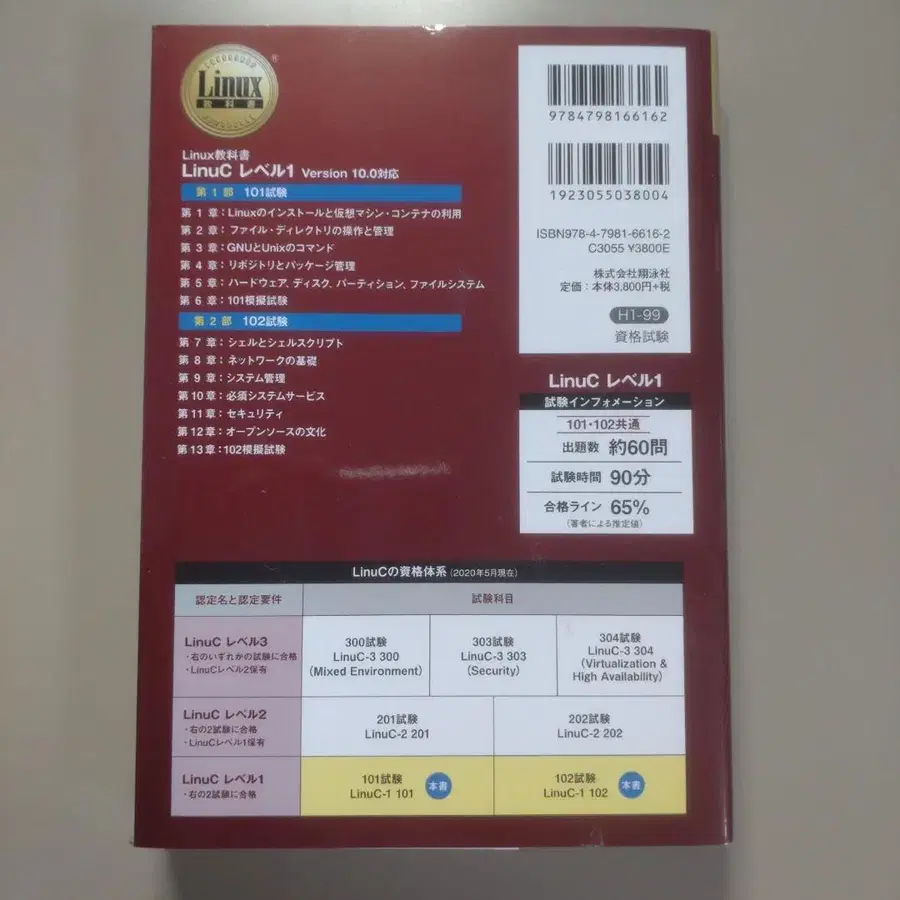 Linux
教科書
®
Linux教科書
LinuC レベル1 Version 10.0対応
第1部 101試験
第 1 章：Linuxのインストールと仮想マシン・コンテナの利用
第 2 章：ファイル・ディレクトリの操作と管理
第 3 章：GNUとUnixのコマンド
第 4 章：リポジトリとパッケージ管理
第 5 章：ハードウェア、ディスク、パーティション、ファイルシステム
第 6 章：101模擬試験
第2部 102試験
第 7 章：シェルとシェルスクリプト
第 8 章：ネットワークの基礎
第 9 章：システム管理
第10章：必須システムサービス
第11章：セキュリティ
第12章：オープンソースの文化
第13章：102模擬試験
9784798166162
1923055038004
ISBN978-4-7981-6616-2
C3055 ¥3800E
株式会社翔泳社
定価：本体3,800円+税
H1-99
資格試験
LinuC レベル1
試験インフォメーション
101・102共通
出題数 約60問
試験時間 90分
合格ライン 65%
（著者による推定値）
LinuCの資格体系（2020年5月現在）
認定名と認定要件 試験科目
LinuC レベル3
・右のいずれかの試験に合格
・LinuCレベル2保有
300試験
LinuC-3 300
（Mixed Environment）
303試験
LinuC-3 303
（Security）
304試験
LinuC-3 304
（Virtualization &
High Availability）
LinuC レベル2
・右の2試験に合格
・LinuCレベル1保有
201試験
LinuC-2 201
202試験
LinuC-2 202
LinuC レベル1
・右の2試験に合格
101試験
LinuC-1 101
本書
102試験
LinuC-1 102
本書